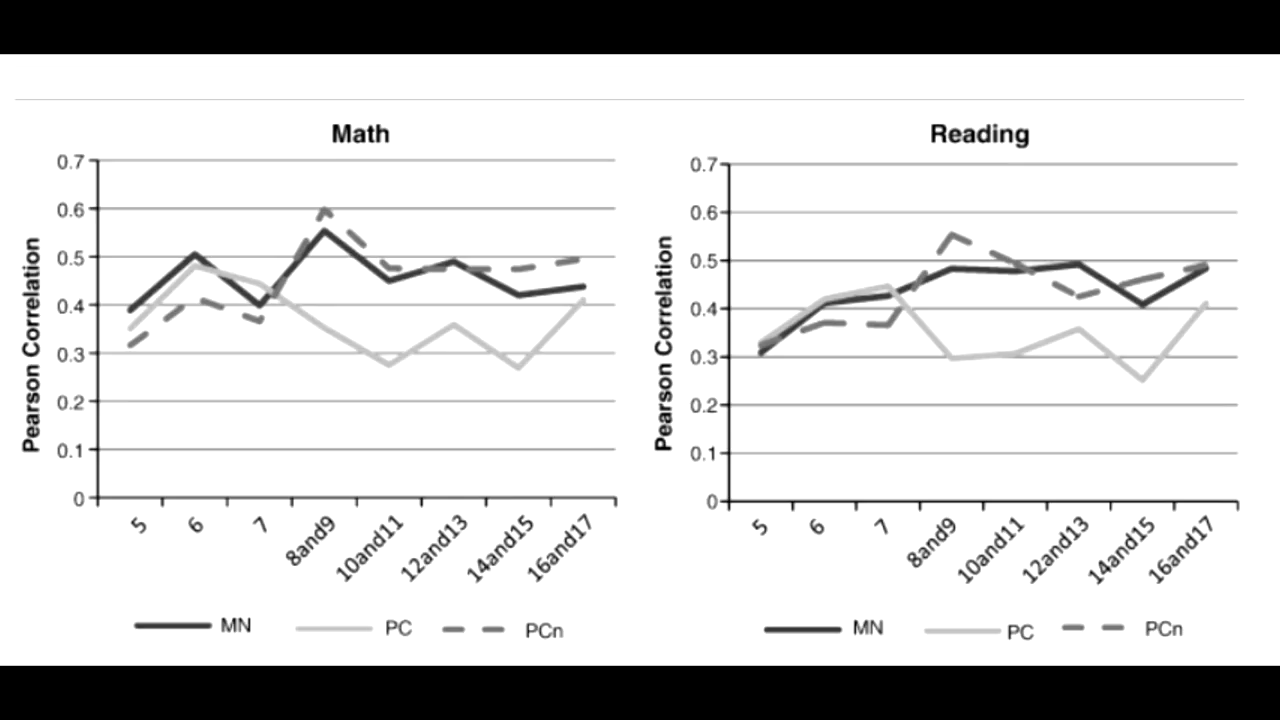 Math
Pearson Correlation
0.7
0.6
0.5
0.4
0.3
0.2
0.1
0
5
6
7
8and9
10and11
12and13
14and15
16and17
MN
PC
PCn
Reading
Pearson Correlation
0.7
0.6
0.5
0.4
0.3
0.2
0.1
0
5
6
7
8and9
10and11
12and13
14and15
16and17
MN
PC
PCn